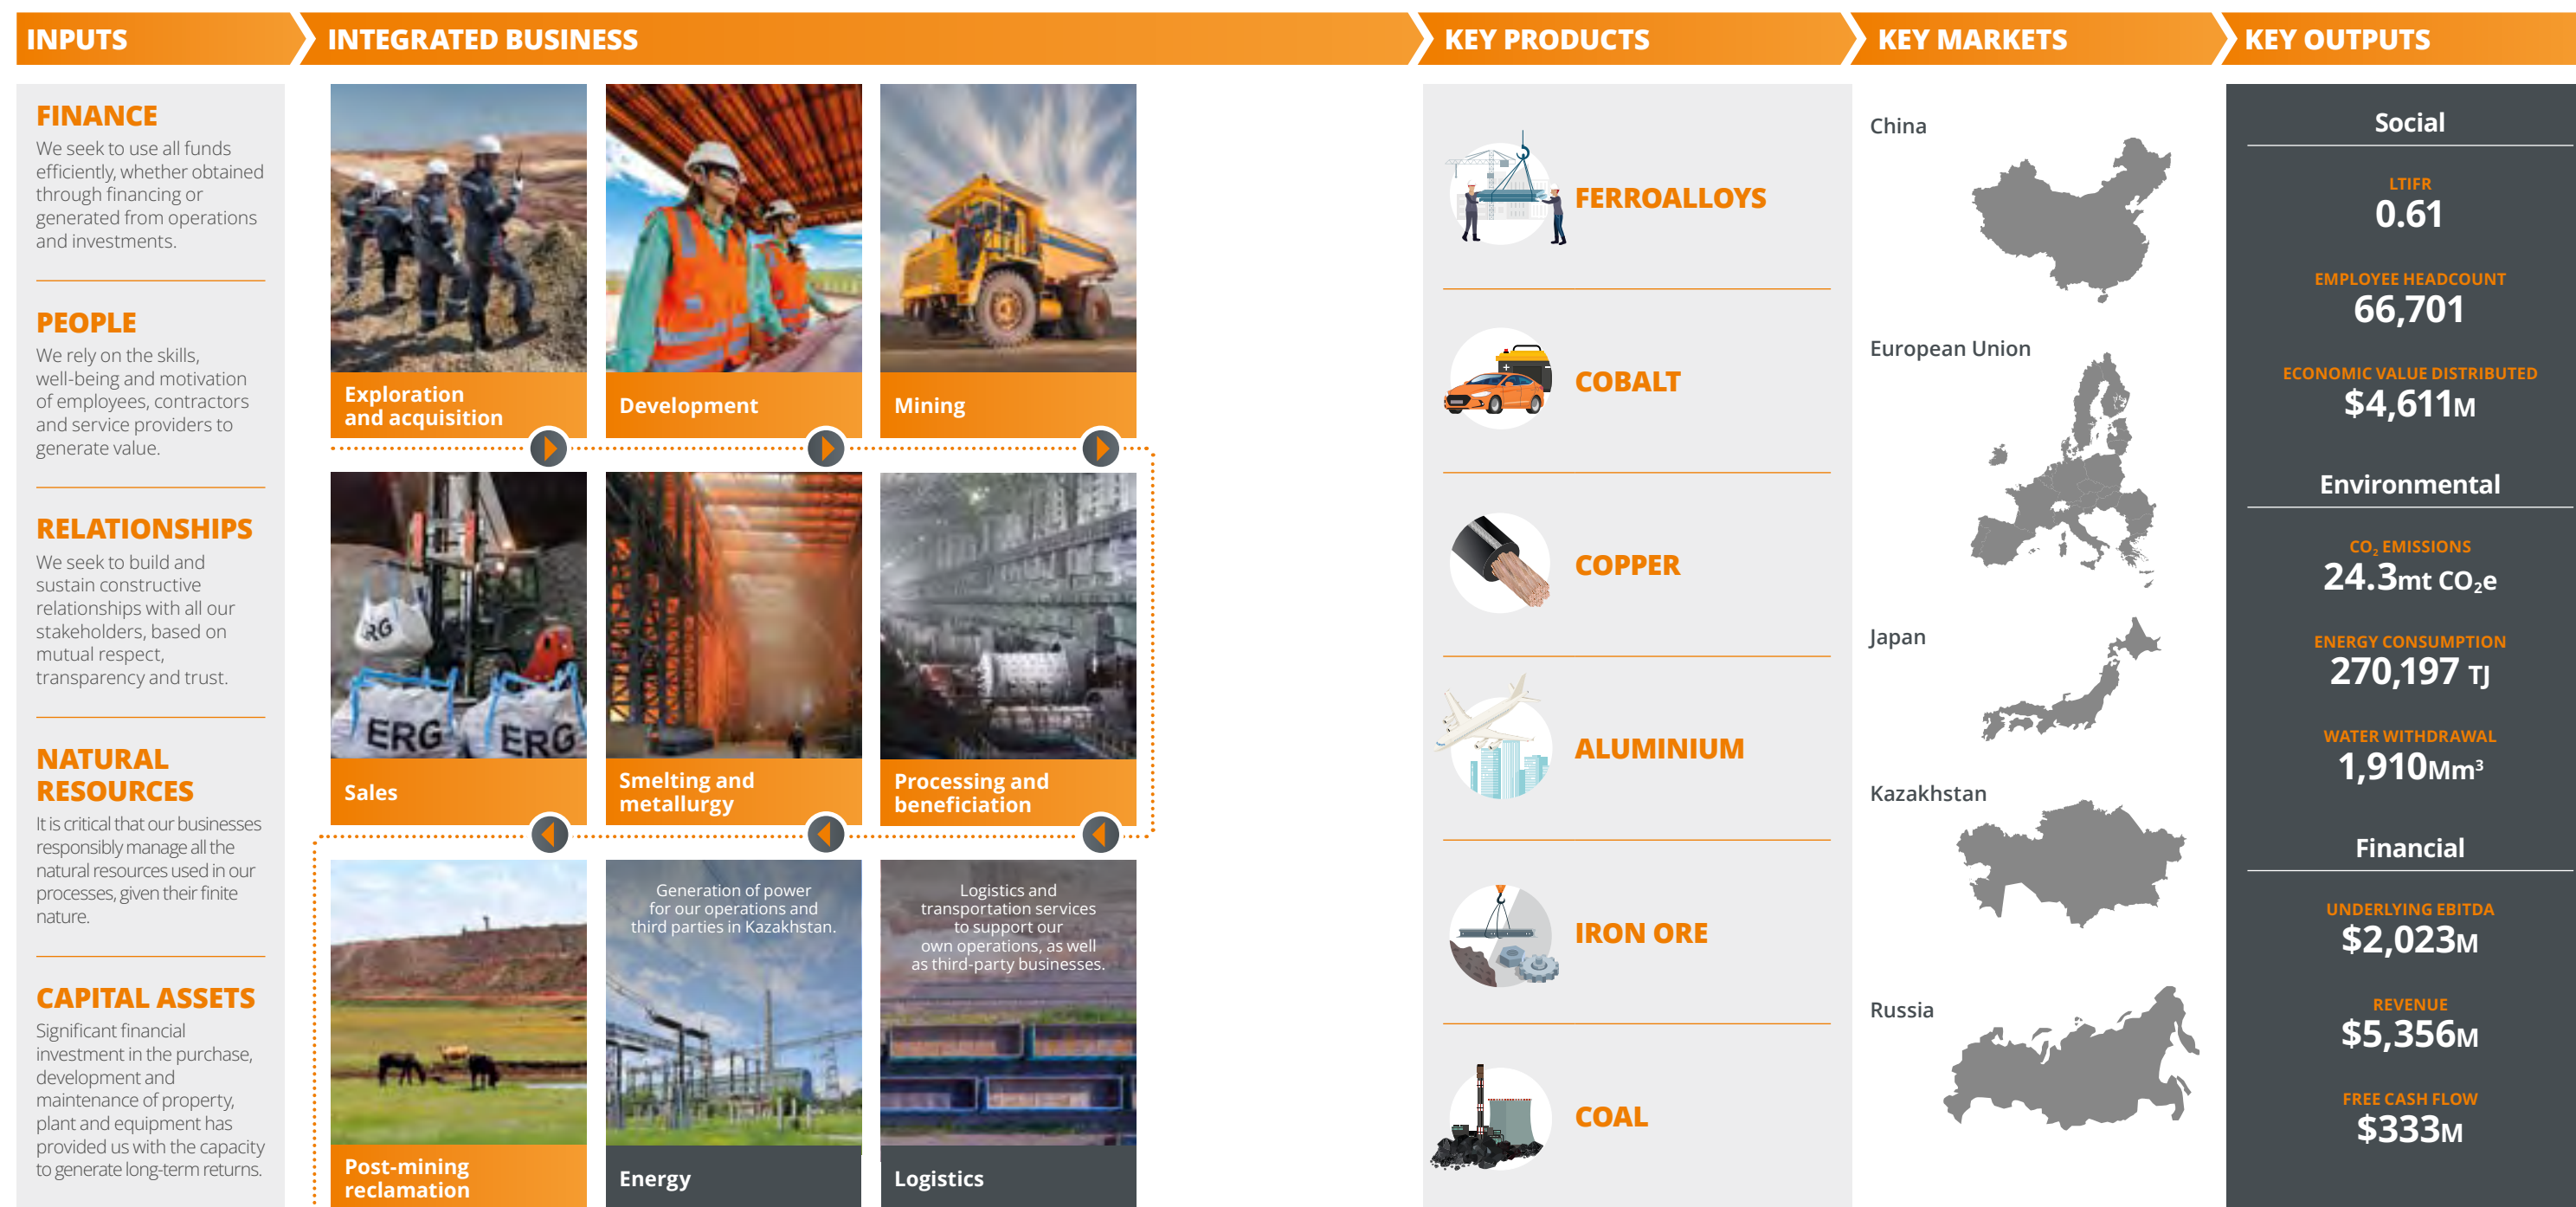 INPUTS
INTEGRATED BUSINESS
KEY PRODUCTS
KEY MARKETS
KEY OUTPUTS
FINANCE
We seek to use all funds
efficiently, whether obtained
through financing or
generated from operations
and investments.
PEOPLE
We rely on the skills,
well-being and motivation
of employees, contractors
and service providers to
generate value.
RELATIONSHIPS
We seek to build and
sustain constructive
relationships with all our
stakeholders, based on
mutual respect,
transparency and trust.
NATURAL
RESOURCES
It is critical that our businesses
responsibly manage all the
natural resources used in our
processes, given their finite
nature.
CAPITAL ASSETS
Significant financial
investment in the purchase,
development and
maintenance of property,
plant and equipment has
provided us with the capacity
to generate long-term returns.
Exploration
and acquisition
Development
Mining
RG
ERG
ERG
Sales
Smelting and
metallurgy
Processing and
beneficiation
Post-mining
reclamation
Generation of power
for our operations and
third parties in Kazakhstan.
Energy
Logistics and
transportation services
to support our
own operations, as well
as third-party businesses.
Logistics
FERROALLOYS
COBALT
COPPER
ALUMINIUM
IRON ORE
COAL
China
European Union
Japan
Kazakhstan
Russia
Social
LTIFR
0.61
EMPLOYEE HEADCOUNT
66,701
ECONOMIC VALUE DISTRIBUTED
$4,611M
Environmental
CO₂ EMISSIONS
24.3mt CO₂e
ENERGY CONSUMPTION
270,197 TJ
WATER WITHDRAWAL
1,910Mm³
Financial
UNDERLYING EBITDA
$2,023M
REVENUE
$5,356M
FREE CASH FLOW
$333M